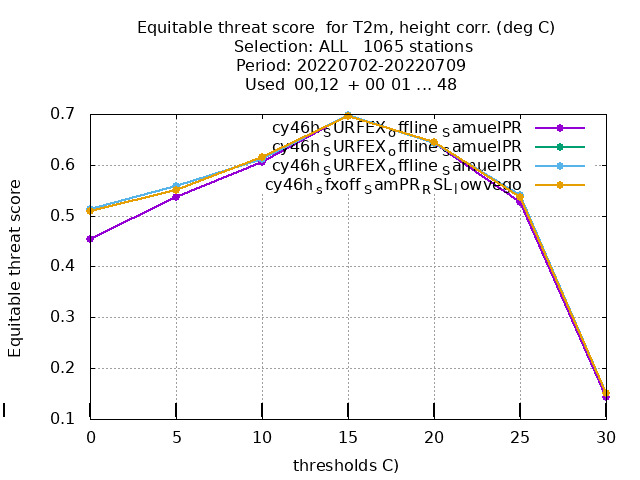 Equitable threat score for T2m, height corr. (deg C)
Selection: ALL 1065 stations
Period: 20220702-20220709
Used 00,12 + 00 01 ... 48
cy46h_SURFEX_offline_SamuelPR
cy46h_SURFEX_offline_SamuelPR
cy46h_SURFEX_offline_SamuelPR
cy46h_sfxoff_SamPR_RSL_lowvego
0.7
0.6
0.5
0.4
0.3
0.2
0.1
Equitable threat score
0 5 10 15 20 25 30
thresholds C)